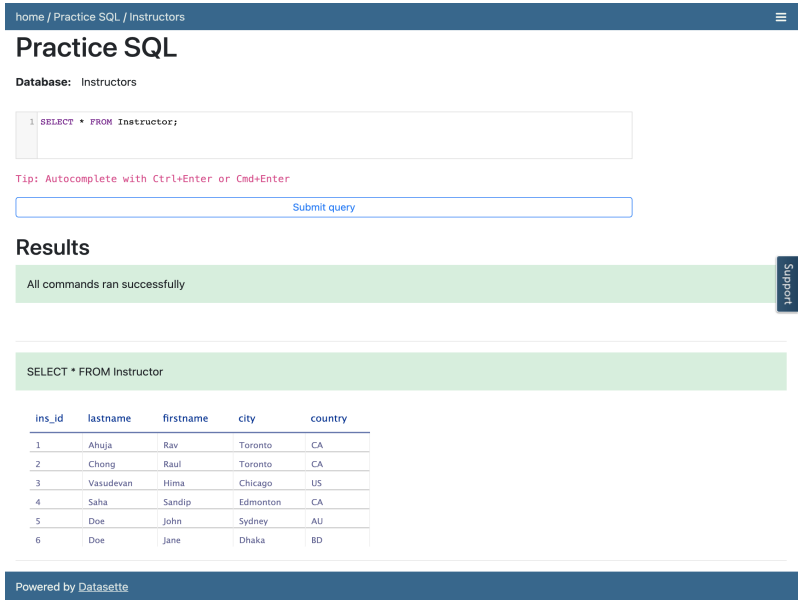 home / Practice SQL / Instructors
Practice SQL
Database: Instructors
1 SELECT * FROM Instructor;
Tip: Autocomplete with Ctrl+Enter or Cmd+Enter
Submit query
Results
All commands ran successfully
Support
SELECT * FROM Instructor
ins_id lastname firstname city country
1 Ahuja Rav Toronto CA
2 Chong Raul Toronto CA
3 Vasudevan Hima Chicago US
4 Saha Sandip Edmonton CA
5 Doe John Sydney AU
6 Doe Jane Dhaka BD
Powered by Datasette